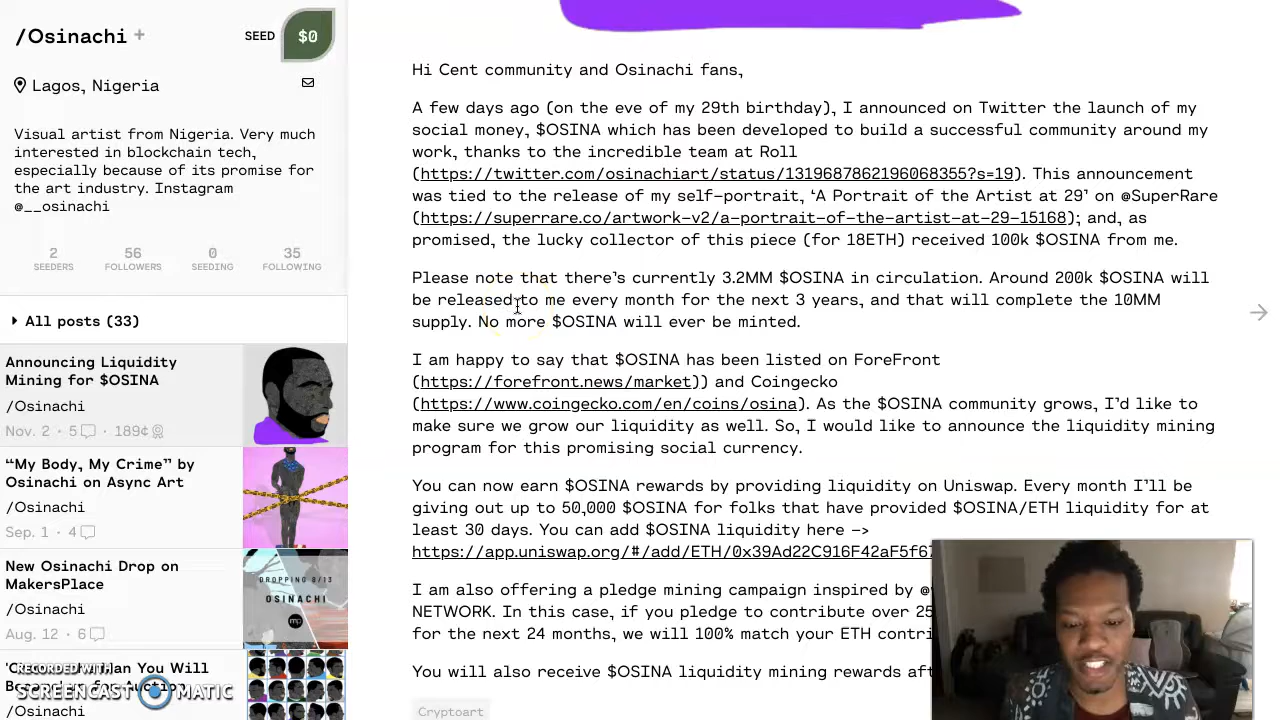 /Osinachi +
SEED
$0
Lagos, Nigeria
Visual artist from Nigeria. Very much
interested in blockchain tech,
especially because of its promise for
the art industry. Instagram
@__osinachi
2 56 0 35
SEEDERS FOLLOWERS SEEDING FOLLOWING
All posts (33)
Announcing Liquidity
Mining for $OSINA
/Osinachi
Nov. 2 · 5 · 189¢
“My Body, My Crime” by
Osinachi on Async Art
/Osinachi
Sep. 1 · 4
New Osinachi Drop on
MakersPlace
/Osinachi
Aug. 12 · 6
DROPPING 8/13
OSINACHI
mp
Man You Will
/Osinachi
RECORDED WITH
SCREENCAST MATIC
Hi Cent community and Osinachi fans,
A few days ago (on the eve of my 29th birthday), I announced on Twitter the launch of my
social money, $OSINA which has been developed to build a successful community around my
work, thanks to the incredible team at Roll
(https://twitter.com/osinachiart/status/1319687862196068355?s=19). This announcement
was tied to the release of my self-portrait, ‘A Portrait of the Artist at 29’ on @SuperRare
(https://superrare.co/artwork-v2/a-portrait-of-the-artist-at-29-15168); and, as
promised, the lucky collector of this piece (for 18ETH) received 100k $OSINA from me.
Please note that there’s currently 3.2MM $OSINA in circulation. Around 200k $OSINA will
be released to me every month for the next 3 years, and that will complete the 10MM
supply. No more $OSINA will ever be minted.
I am happy to say that $OSINA has been listed on ForeFront
(https://forefront.news/market)) and Coingecko
(https://www.coingecko.com/en/coins/osina). As the $OSINA community grows, I’d like to
make sure we grow our liquidity as well. So, I would like to announce the liquidity mining
program for this promising social currency.
You can now earn $OSINA rewards by providing liquidity on Uniswap. Every month I’ll be
giving out up to 50,000 $OSINA for folks that have provided $OSINA/ETH liquidity for at
least 30 days. You can add $OSINA liquidity here —>
https://app.uniswap.org/#/add/ETH/0x39Ad22C916F42aF5f67
I am also offering a pledge mining campaign inspired by
NETWORK. In this case, if you pledge to contribute over 25
for the next 24 months, we will 100% match your ETH contri
You will also receive $OSINA liquidity mining rewards aft
Cryptoart